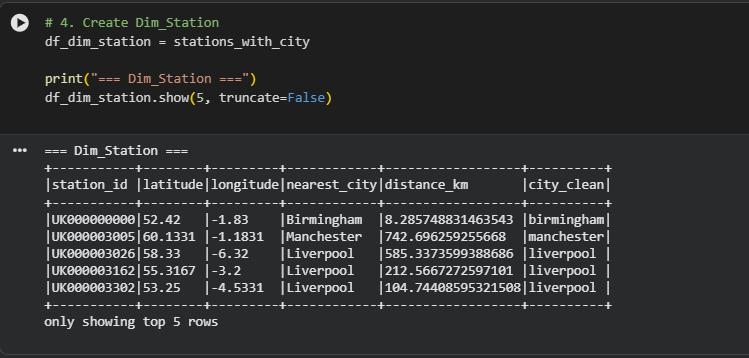 # 4. Create Dim_Station
df_dim_station = stations_with_city
print("=== Dim_Station ===")
df_dim_station.show(5, truncate=False)
=== Dim_Station ===
+-----------+--------+---------+------------+------------------+----------+
|station_id |latitude|longitude|nearest_city|distance_km       |city_clean|
+-----------+--------+---------+------------+------------------+----------+
|UK000000000|52.42   |-1.83    |Birmingham  |8.285748831463543 |birmingham|
|UK000003005|60.1331 |-1.1831  |Manchester  |742.696259255668  |manchester|
|UK000003026|58.33   |-6.32    |Liverpool   |585.3373599388686 |liverpool |
|UK000003162|55.3167 |-3.2     |Liverpool   |212.5667272597101 |liverpool |
|UK000003302|53.25   |-4.5331  |Liverpool   |104.74408595321508|liverpool |
+-----------+--------+---------+------------+------------------+----------+
only showing top 5 rows